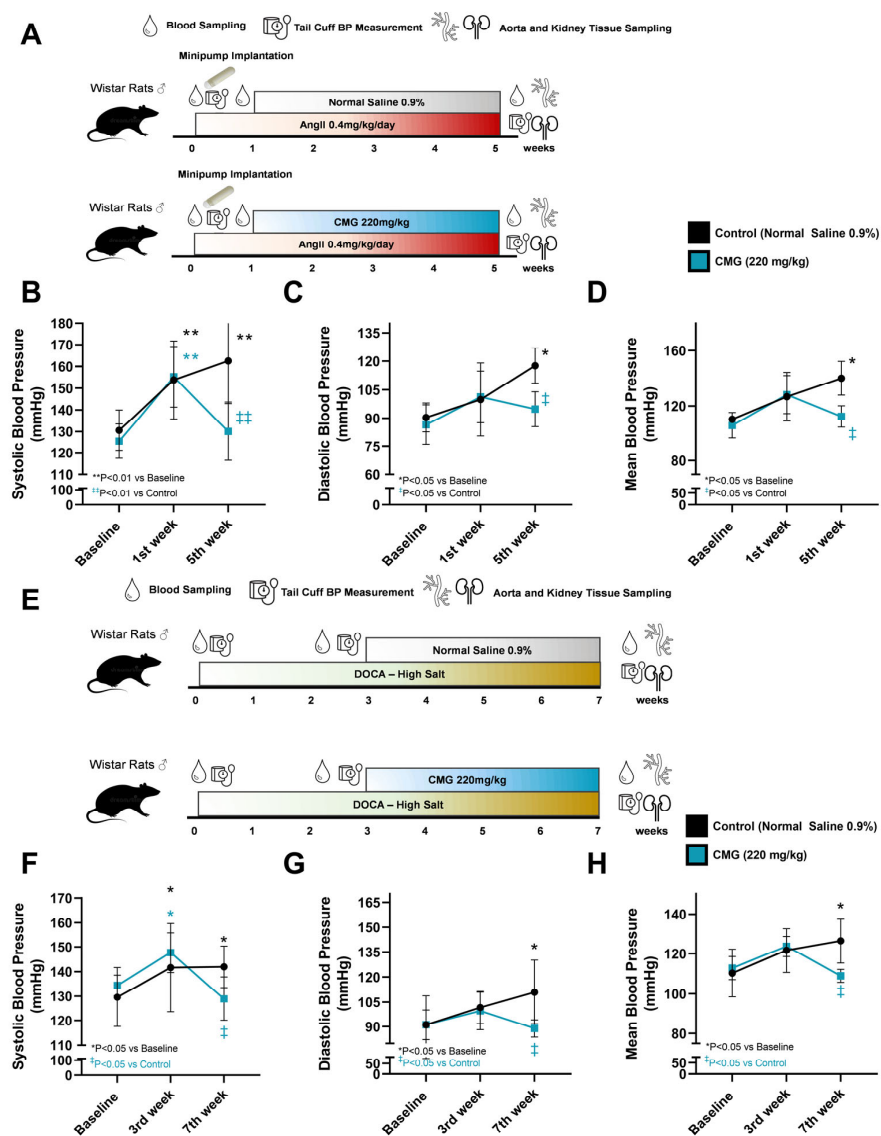 A
Blood Sampling Tail Cuff BP Measurement Aorta and Kidney Tissue Sampling
Minipump Implantation
Wistar Rats ♂
Normal Saline 0.9%
AngII 0.4mg/kg/day
0 1 2 3 4 5 weeks
Minipump Implantation
Wistar Rats ♂
CMG 220mg/kg
AngII 0.4mg/kg/day
0 1 2 3 4 5 weeks
Control (Normal Saline 0.9%)
CMG (220 mg/kg)
B
Systolic Blood Pressure
(mmHg)
180
170
160
150
140
130
120
110
100
0
** **
**
‡‡
**P<0.01 vs Baseline
‡‡P<0.01 vs Control
Baseline
1st week
5th week
C
Diastolic Blood Pressure
(mmHg)
135
120
105
90
75
60
30
0
*
‡
*P<0.05 vs Baseline
‡P<0.05 vs Control
Baseline
1st week
5th week
D
Mean Blood Pressure
(mmHg)
160
120
80
50
0
*
‡
*P<0.05 vs Baseline
‡P<0.05 vs Control
Baseline
1st week
5th week
E
Blood Sampling Tail Cuff BP Measurement Aorta and Kidney Tissue Sampling
Wistar Rats ♂
Normal Saline 0.9%
DOCA – High Salt
0 1 2 3 4 5 6 7 weeks
Wistar Rats ♂
CMG 220mg/kg
DOCA – High Salt
0 1 2 3 4 5 6 7 weeks
Control (Normal Saline 0.9%)
CMG (220 mg/kg)
F
Systolic Blood Pressure
(mmHg)
170
160
150
140
130
120
110
100
0
*
*
*
‡
*P<0.05 vs Baseline
‡P<0.05 vs Control
Baseline
3rd week
7th week
G
Diastolic Blood Pressure
(mmHg)
165
150
135
120
105
90
75
50
0
*
‡
*P<0.05 vs Baseline
‡P<0.05 vs Control
Baseline
3rd week
7th week
H
Mean Blood Pressure
(mmHg)
140
120
100
80
50
0
*
‡
*P<0.05 vs Baseline
‡P<0.05 vs Control
Baseline
3rd week
7th week